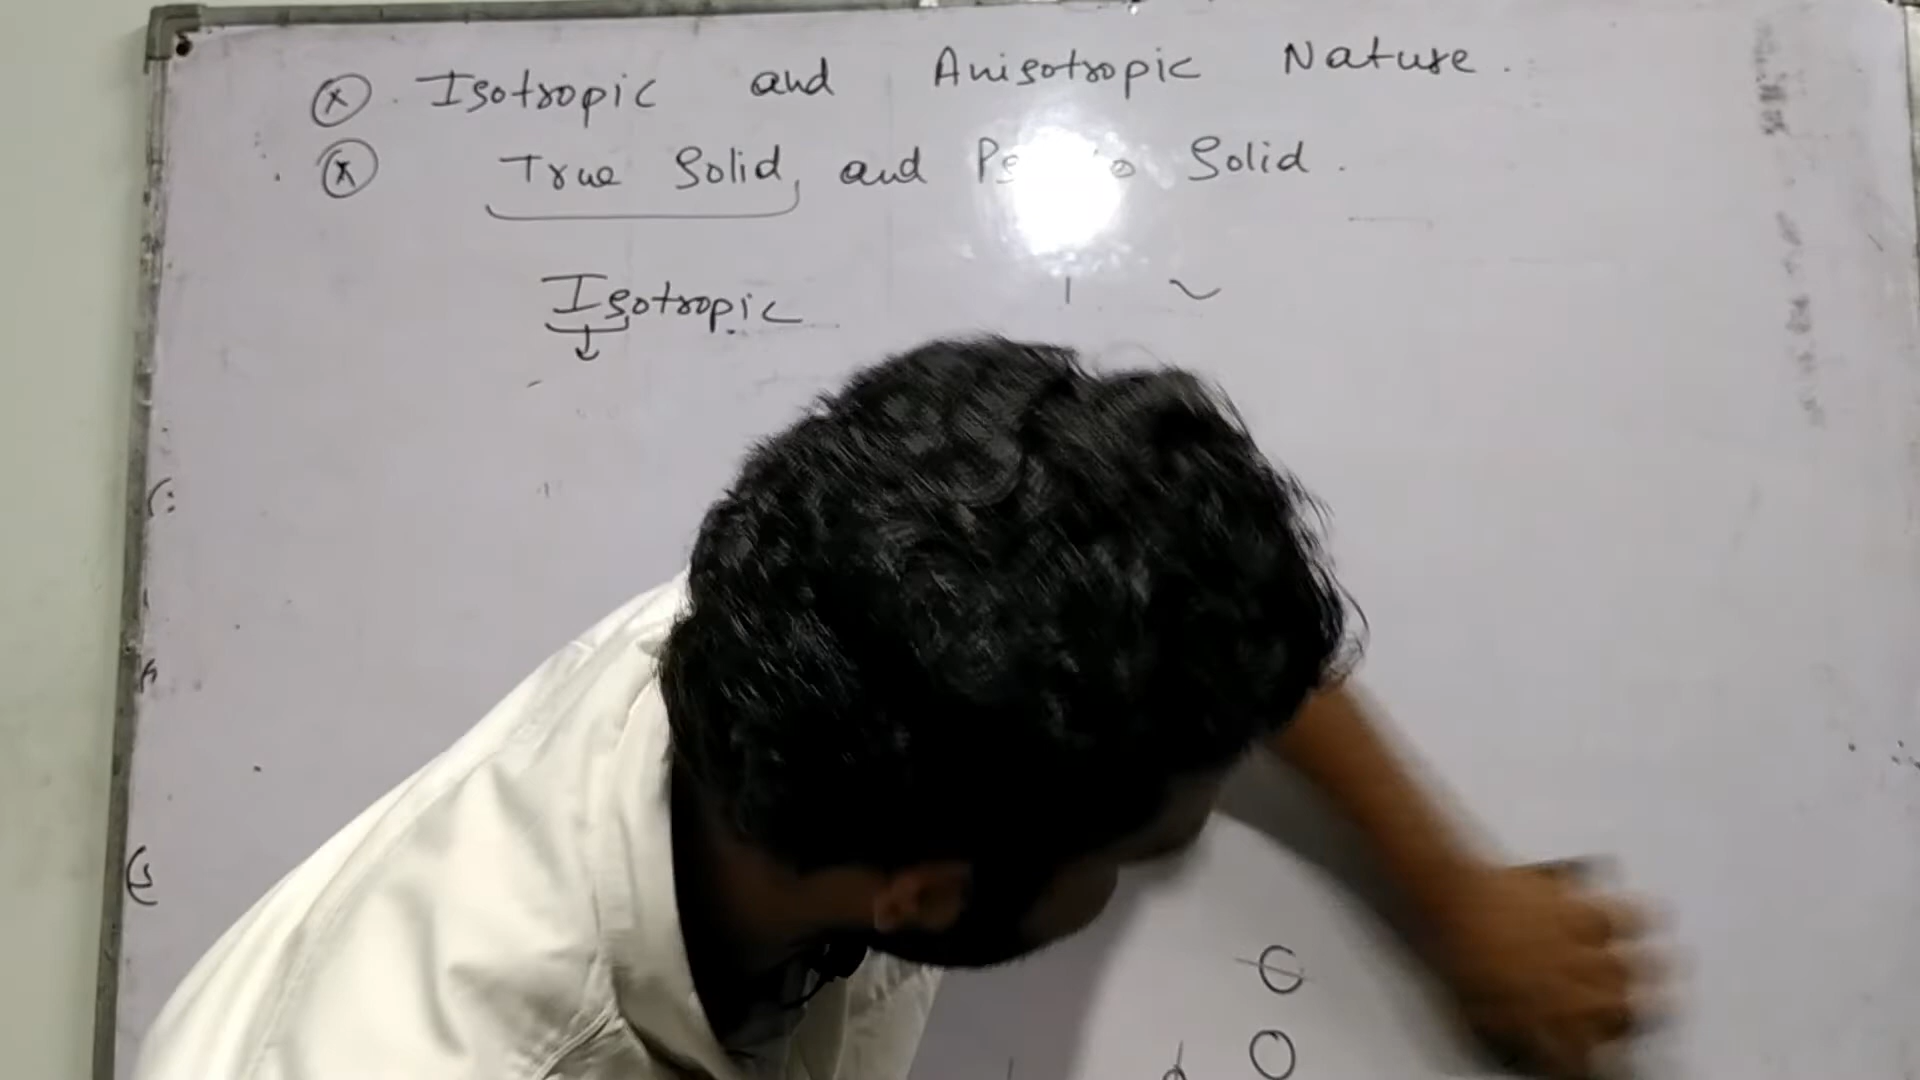 Isotropic and Anisotropic Nature.
True Solid, and Solid.
Isotropic